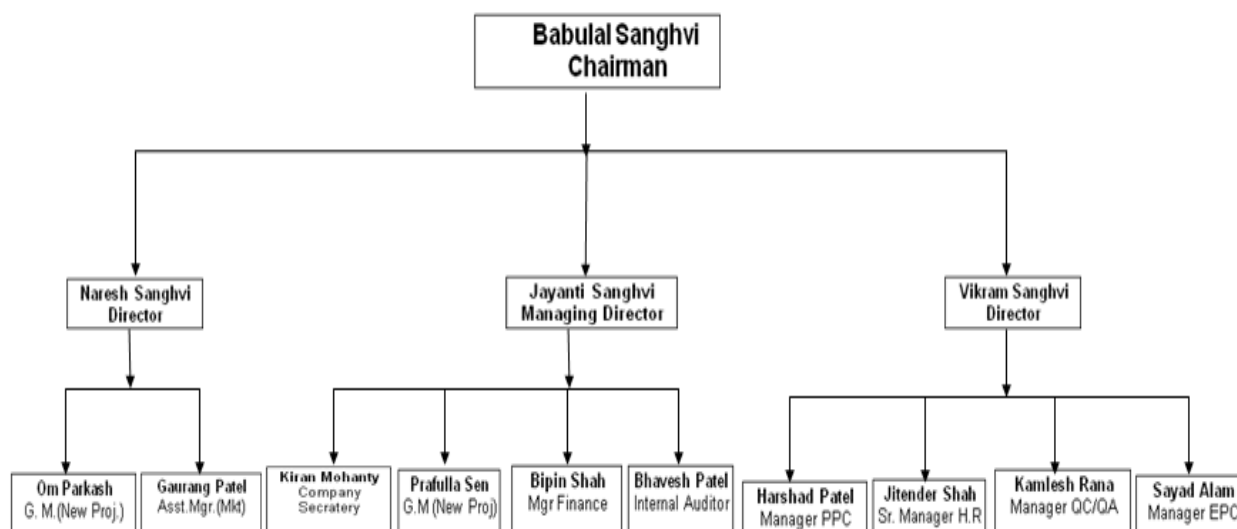 Babulal Sanghvi
Chairman
Naresh Sanghvi
Director
Jayanti Sanghvi
Managing Director
Vikram Sanghvi
Director
Om Parkash
G. M.(New Proj.)
Gaurang Patel
Asst.Mgr.(Mkt)
Kiran Mohanty
Company
Secratery
Prafulla Sen
G.M(New Proj)
Bipin Shah
Mgr Finance
Bhavesh Patel
Internal Auditor
Harshad Patel
Manager PPC
Jitender Shah
Sr. Manager H.R
Kamlesh Rana
Manager QC/QA
Sayad Alam
Manager EPC